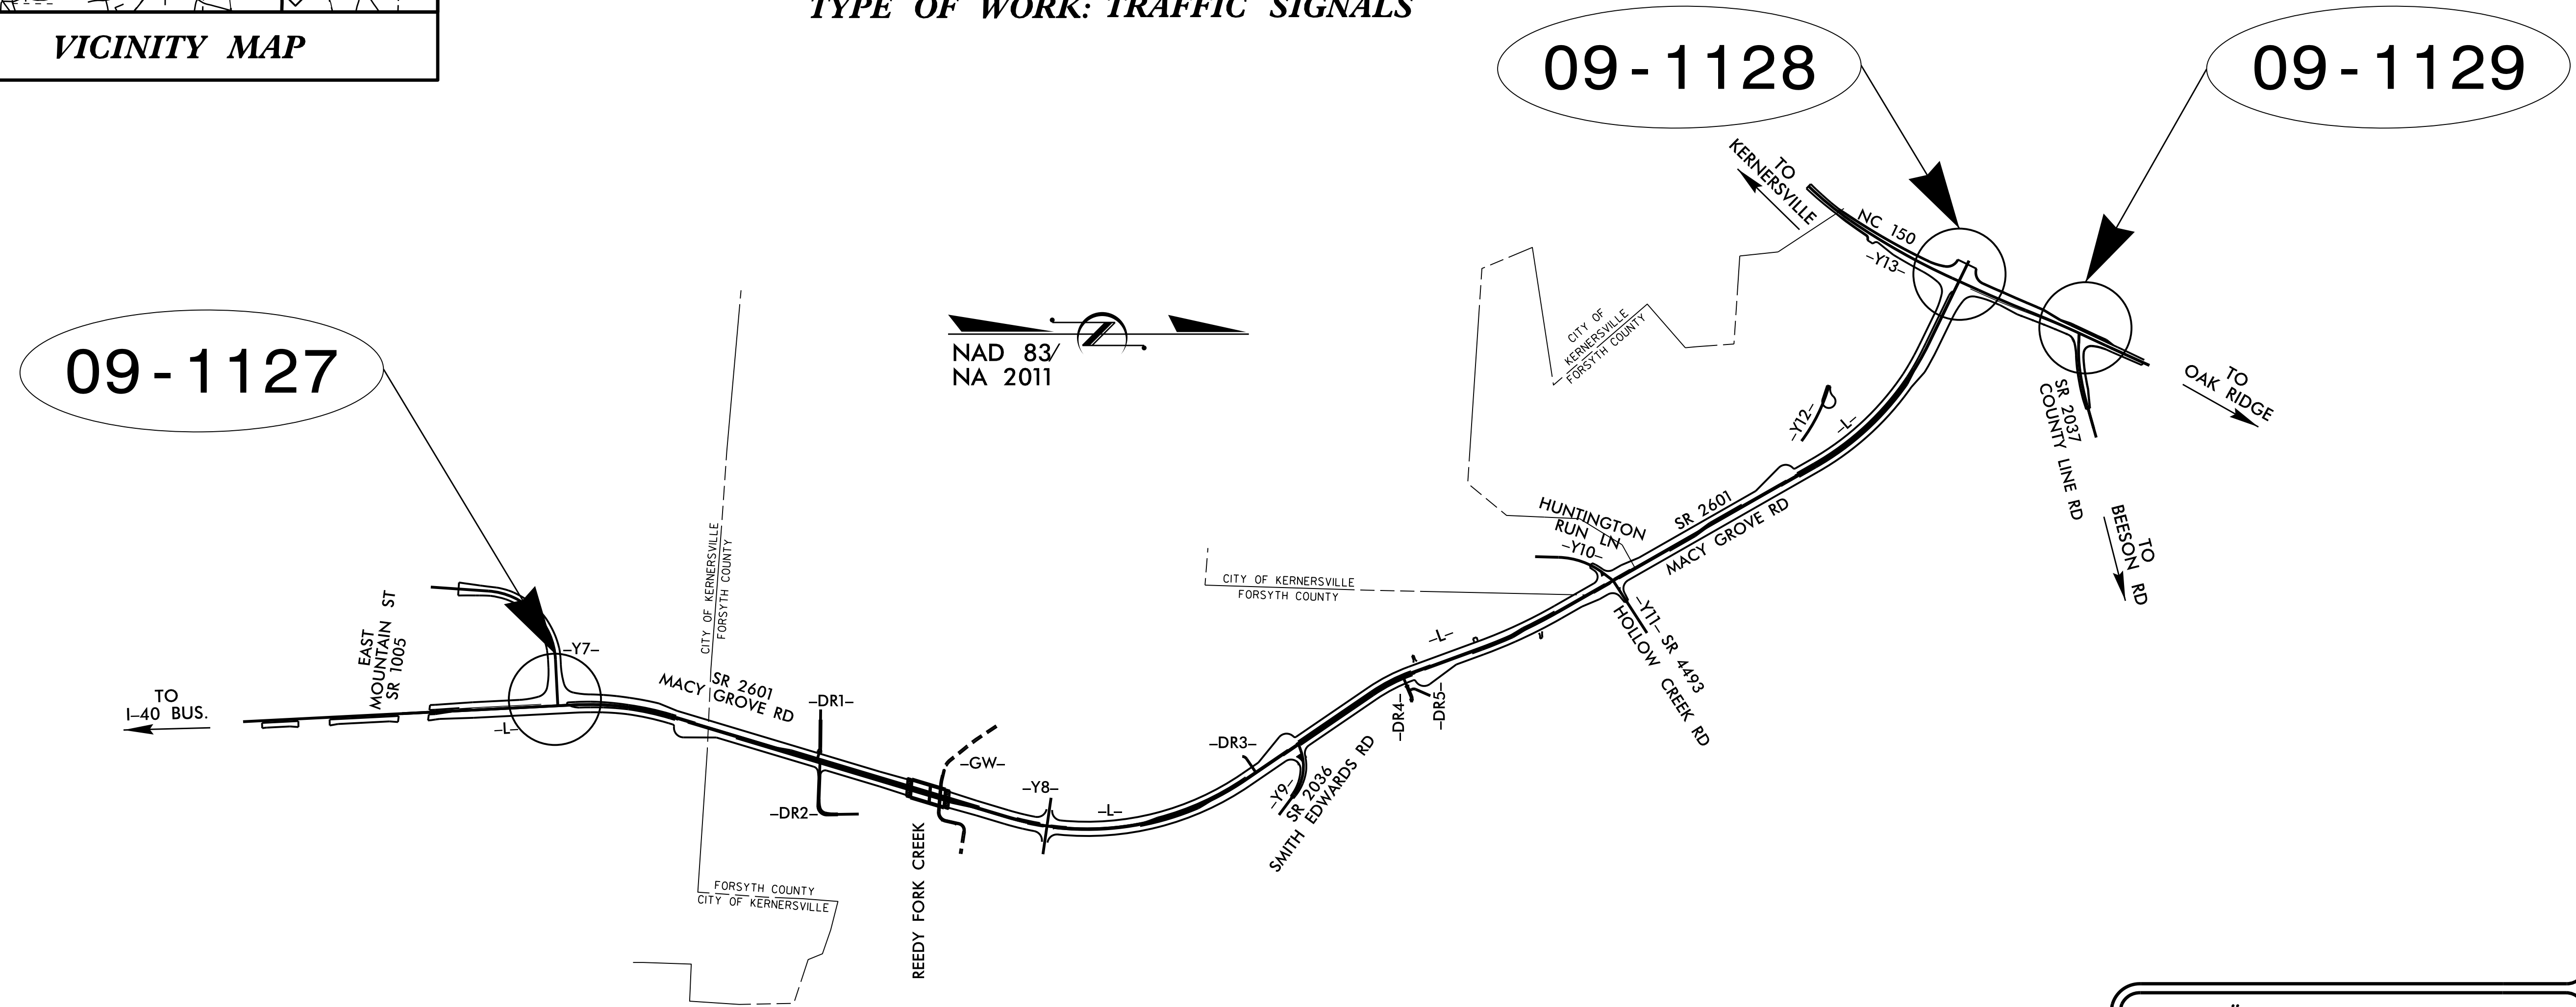 TYPE OF WORK: TRAFFIC SIGNALS
VICINITY MAP
09-1128
09-1129
TO
KERNERSVILLE
NC 150
-Y13-
CITY OF
KERNERSVILLE
FORSYTH COUNTY
NAD 83/
NA 2011
09-1127
TO
OAK RIDGE
SR 2037
COUNTY LINE RD
-Y12-
-L-
TO
BEESON RD
HUNTINGTON
RUN LN
-Y10-
SR 2601
MACY GROVE RD
CITY OF KERNERSVILLE
FORSYTH COUNTY
CITY OF KERNERSVILLE
FORSYTH COUNTY
-Y11- SR 4493
HOLLOW CREEK RD
EAST
MOUNTAIN ST
SR 1005
-Y7-
-L-
TO
I-40 BUS.
-L-
SR 2601
MACY GROVE RD
-DR1-
-DR2-
-DR4-
-DR5-
-DR3-
-GW-
-Y8-
-L-
-Y9-
SR 2036
SMITH EDWARDS RD
REEDY FORK CREEK
FORSYTH COUNTY
CITY OF KERNERSVILLE